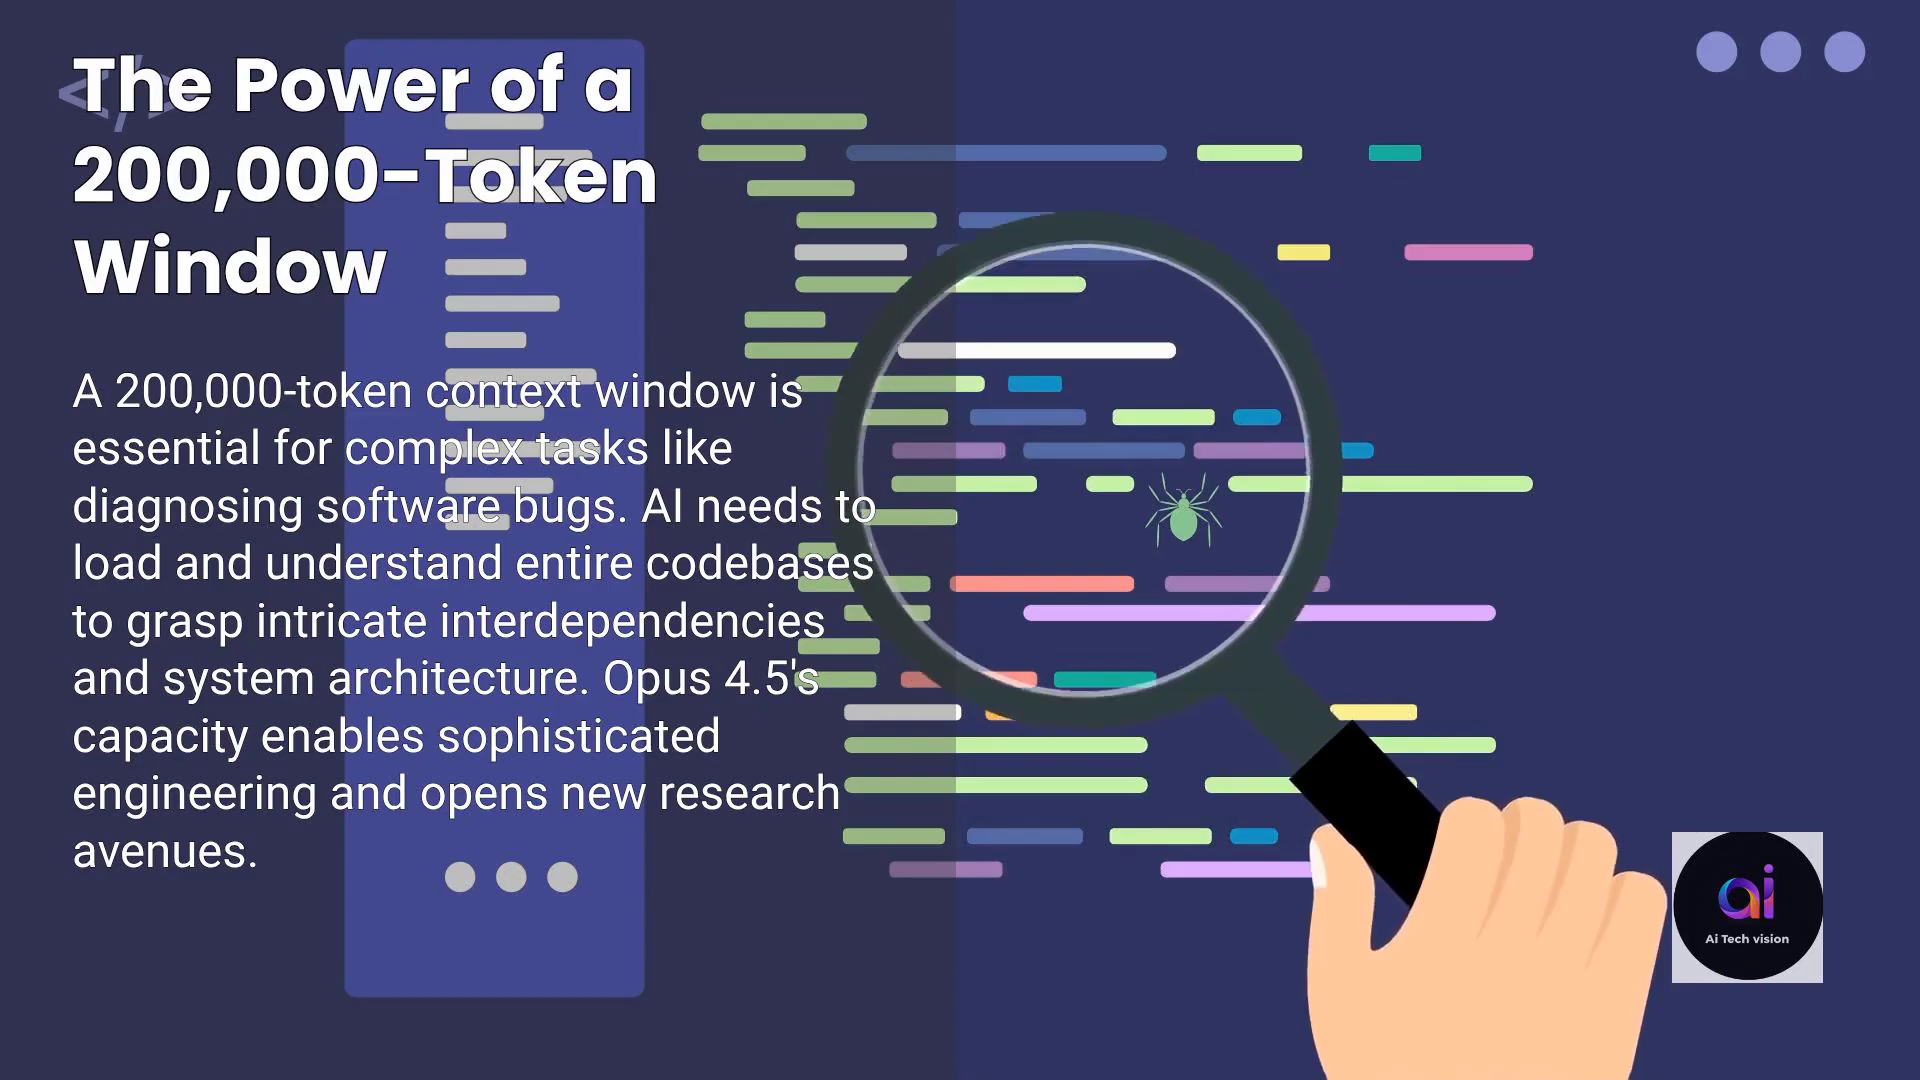 </>
The Power of a
200,000-Token
Window
A 200,000-token context window is
essential for complex tasks like
diagnosing software bugs. AI needs to
load and understand entire codebases
to grasp intricate interdependencies
and system architecture. Opus 4.5's
capacity enables sophisticated
engineering and opens new research
avenues.
ai
Ai Tech vision